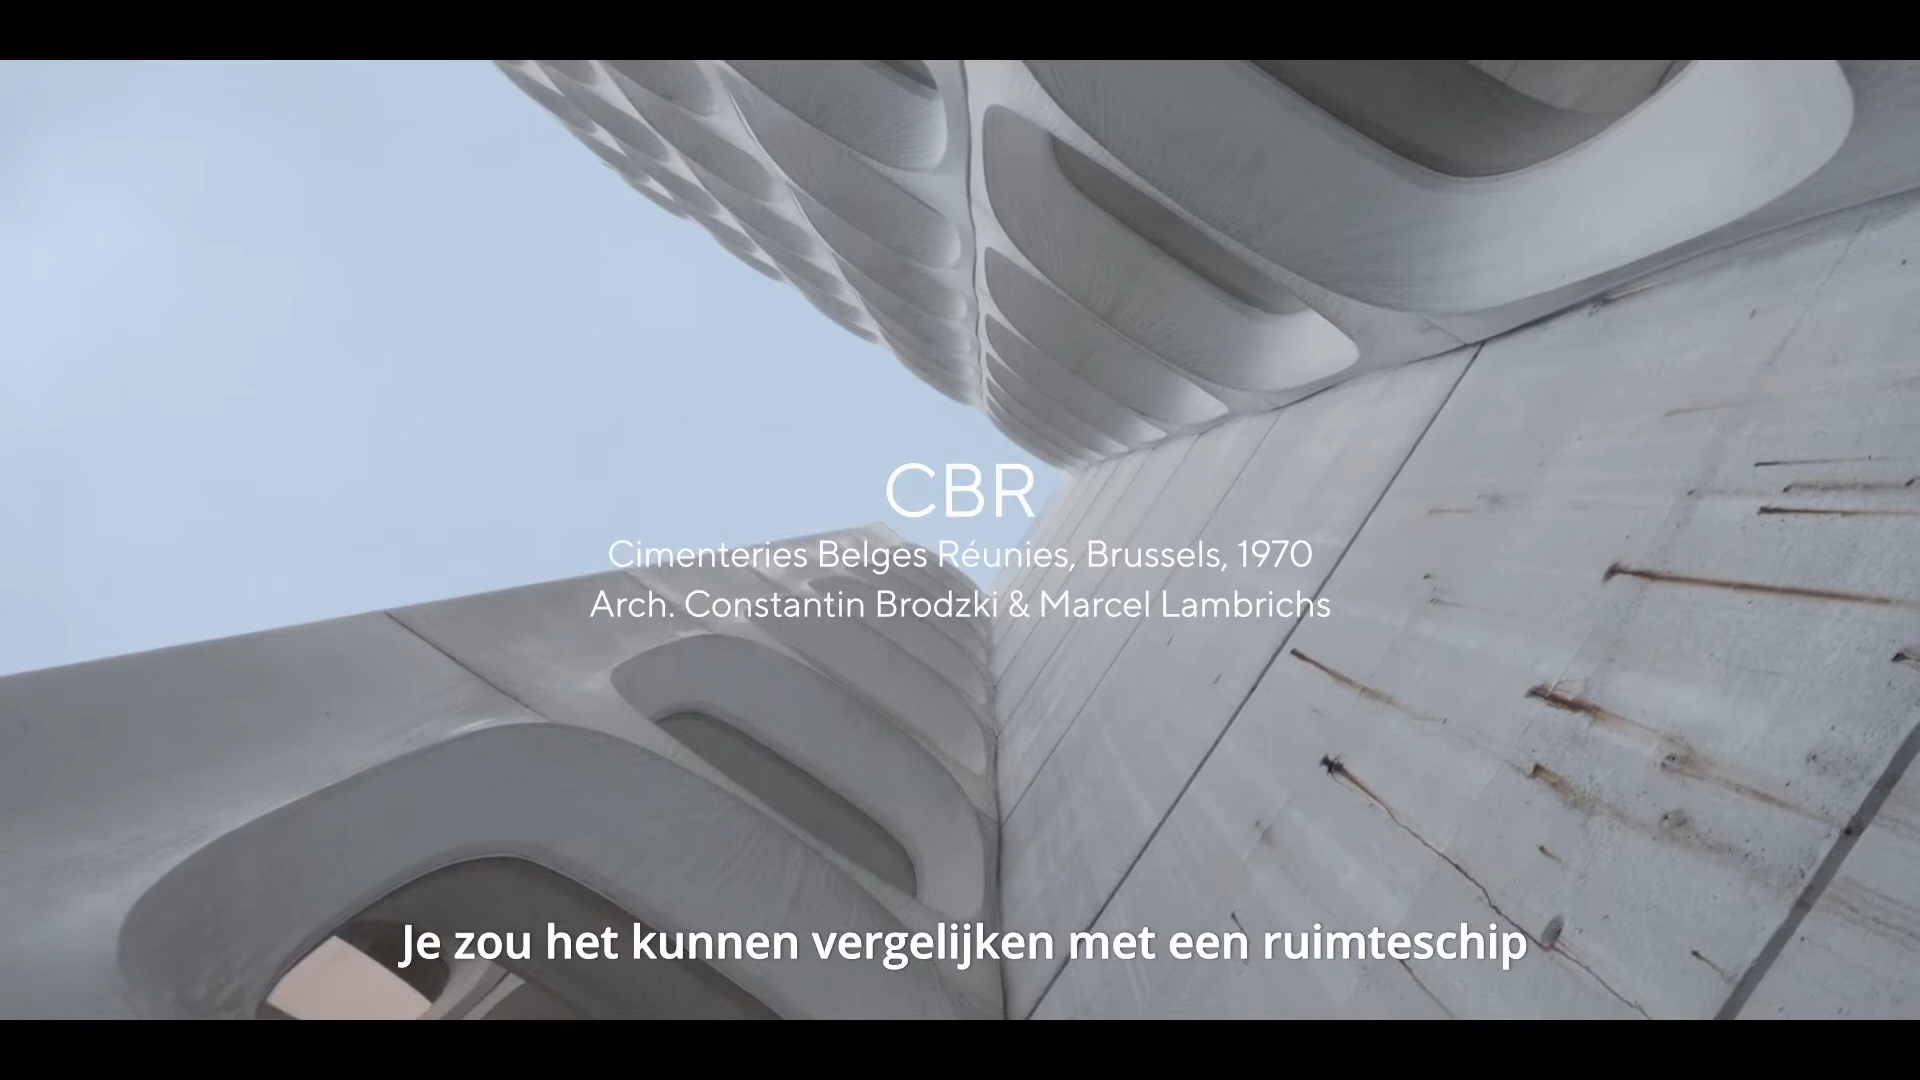 CBR
Cimenteries Belges Réunies, Brussels, 1970
Arch. Constantin Brodzki & Marcel Lambrichs
Je zou het kunnen vergelijken met een ruimteschip